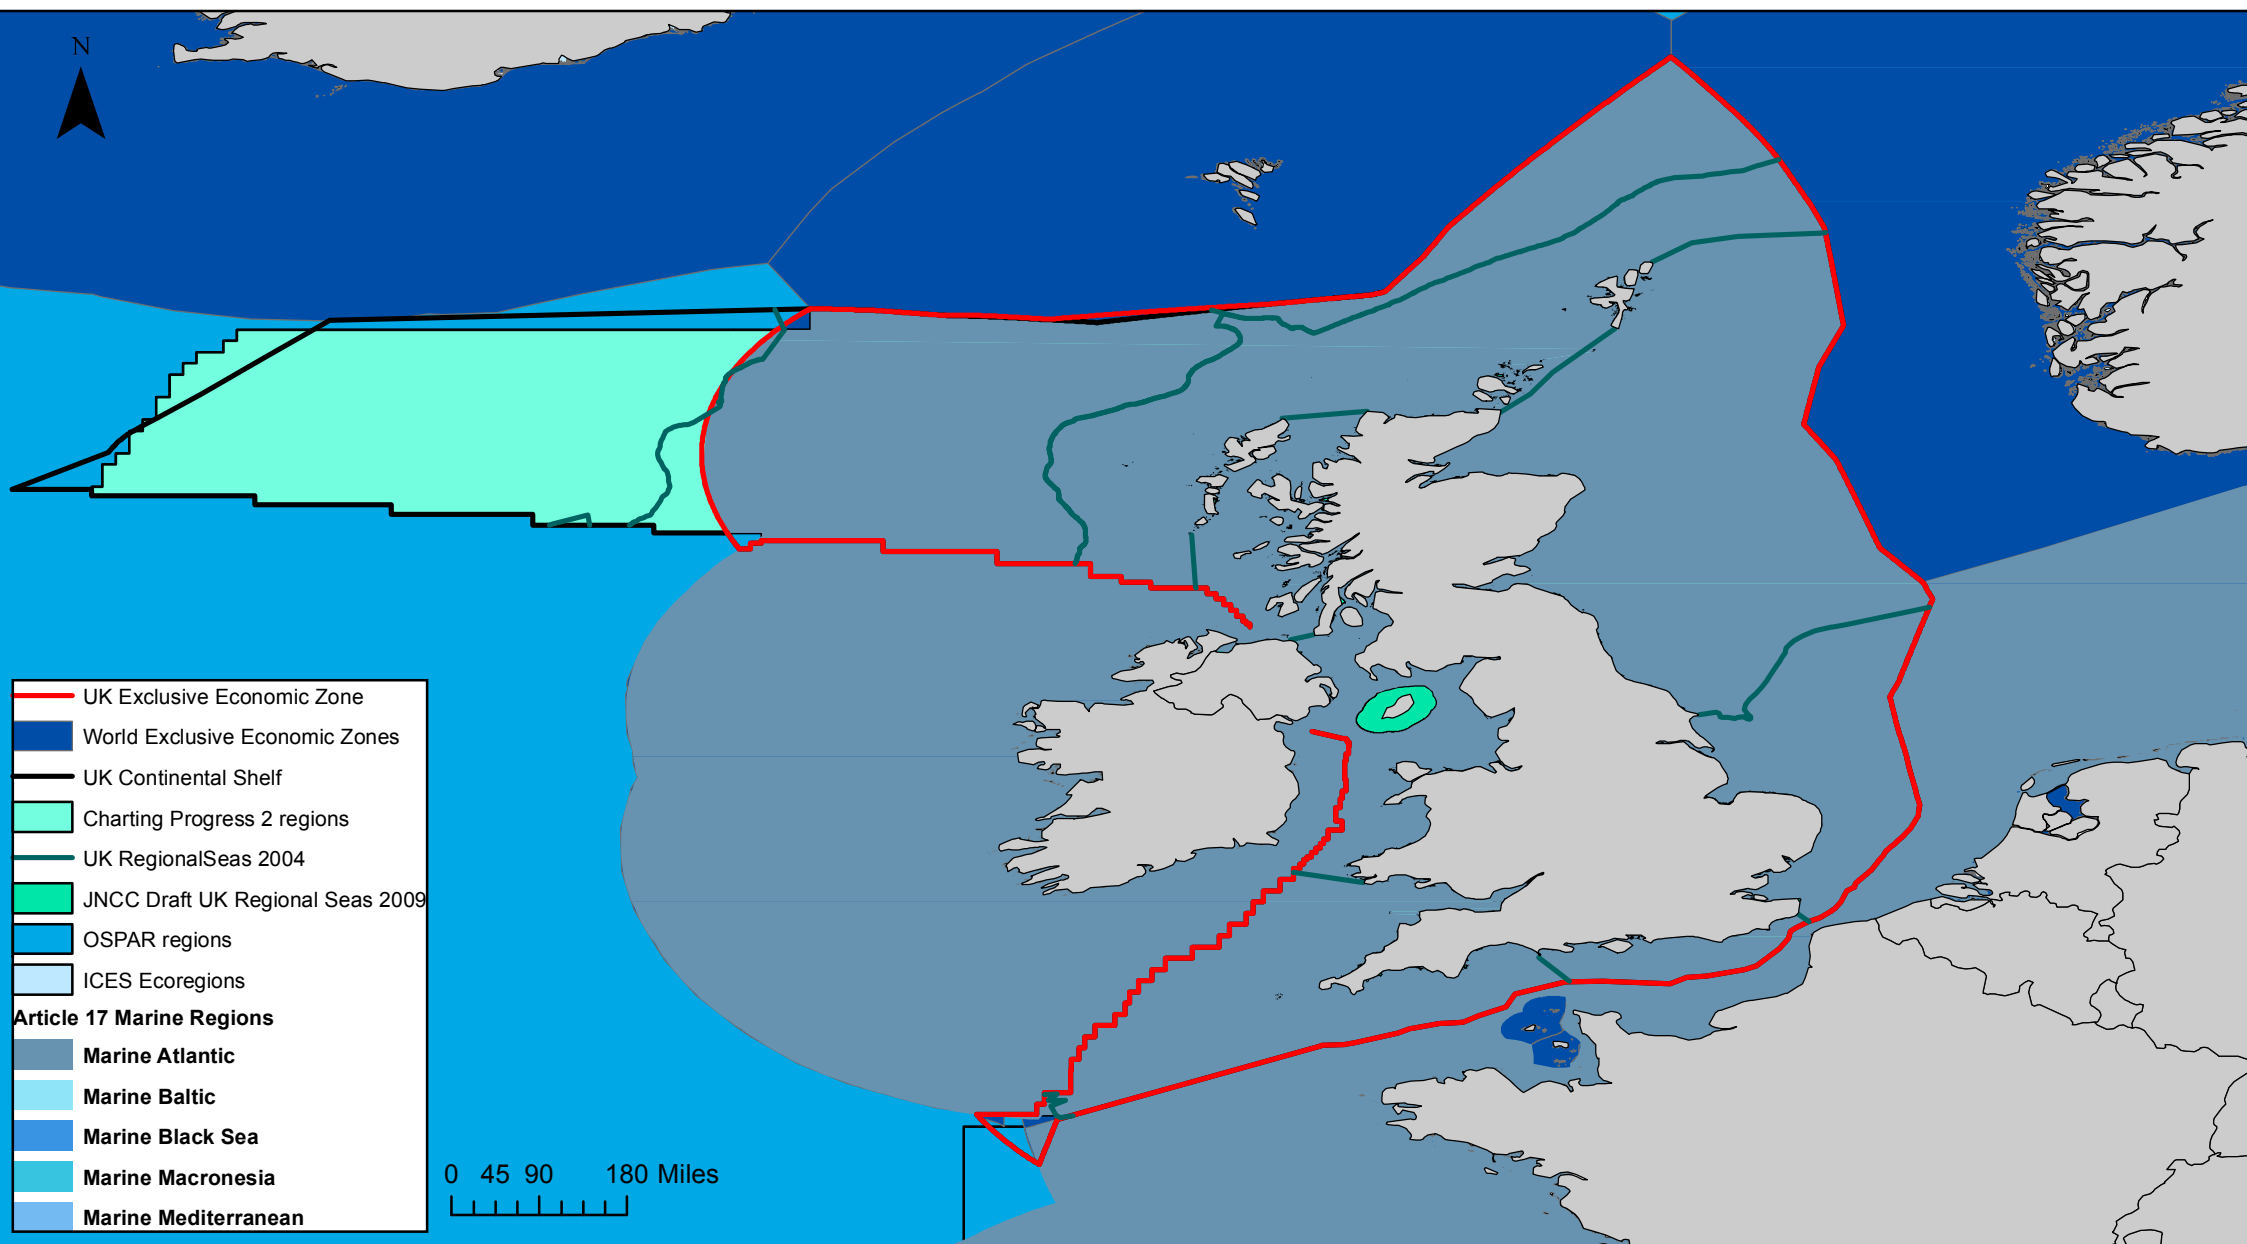 N
UK Exclusive Economic Zone
World Exclusive Economic Zones
UK Continental Shelf
Charting Progress 2 regions
UK RegionalSeas 2004
JNCC Draft UK Regional Seas 2009
OSPAR regions
ICES Ecoregions
Article 17 Marine Regions
Marine Atlantic
Marine Baltic
Marine Black Sea
Marine Macronesia
Marine Mediterranean
0 45 90 180 Miles